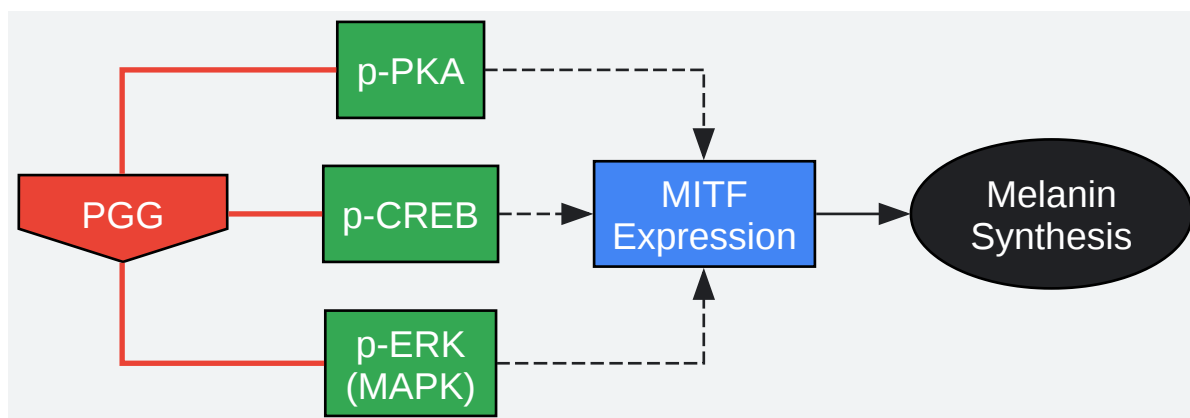 p-PKA
PGG
p-CREB
MITF
Expression
Melanin
Synthesis
p-ERK
(MAPK)